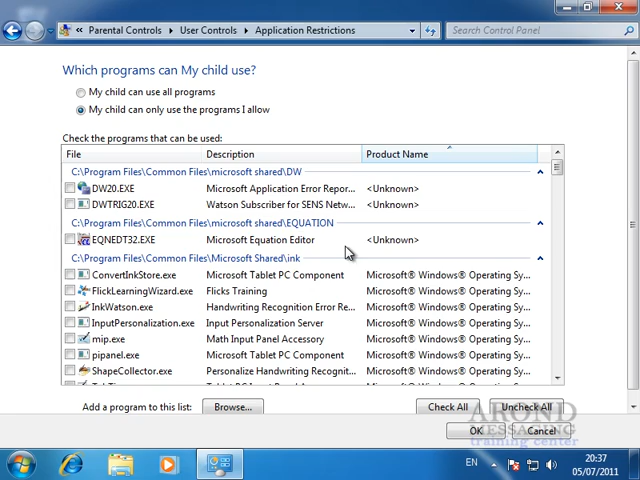 « Parental Controls ▸ User Controls ▸ Application Restrictions
Search Control Panel
Which programs can My child use?
My child can use all programs
My child can only use the programs I allow
Check the programs that can be used:
File Description Product Name
C:\Program Files\Common Files\microsoft shared\DW
DW20.EXE Microsoft Application Error Repor... <Unknown>
DWTRIG20.EXE Watson Subscriber for SENS Netw... <Unknown>
C:\Program Files\Common Files\microsoft shared\EQUATION
EQNEDT32.EXE Microsoft Equation Editor <Unknown>
C:\Program Files\Common Files\Microsoft Shared\ink
ConvertInkStore.exe Microsoft Tablet PC Component Microsoft® Windows® Operating Sy...
FlickLearningWizard.exe Flicks Training Microsoft® Windows® Operating Sy...
InkWatson.exe Handwriting Recognition Error Re... Microsoft® Windows® Operating Sy...
InputPersonalization.exe Input Personalization Server Microsoft® Windows® Operating Sy...
mip.exe Math Input Panel Accessory Microsoft® Windows® Operating Sy...
pipanel.exe Microsoft Tablet PC Component Microsoft® Windows® Operating Sy...
ShapeCollector.exe Personalize Handwriting Recognit... Microsoft® Windows® Operating Sy...
Add a program to this list: Browse... Check All Uncheck All
AROND
MESSAGING
training center
OK Cancel
EN
20:37
05/07/2011